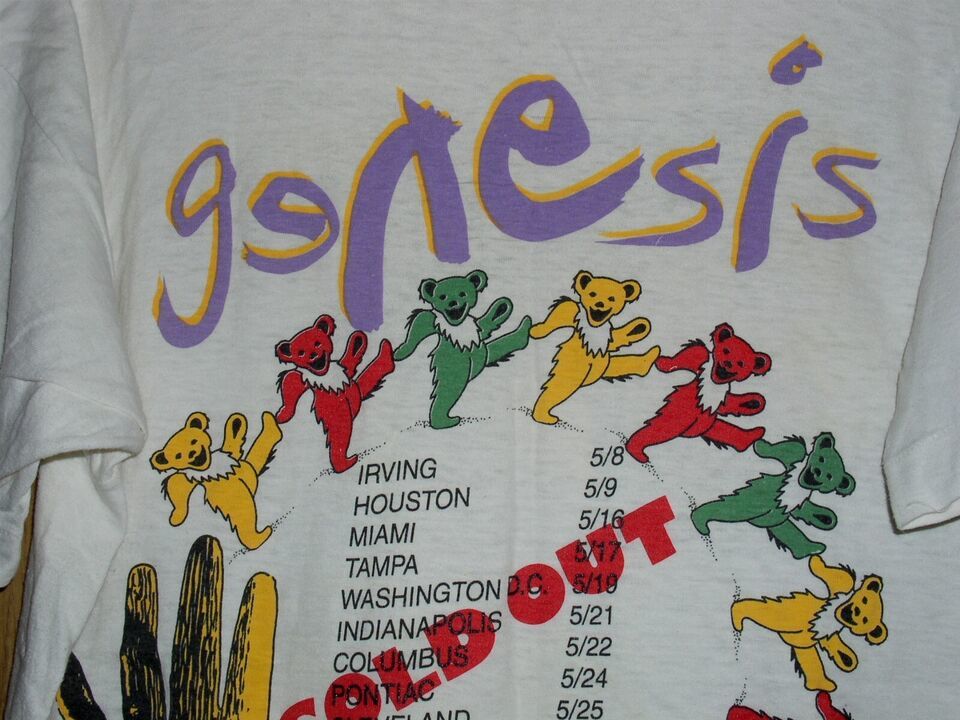 genesis
IRVING 5/8
HOUSTON 5/9
MIAMI 5/16
TAMPA 5/17
WASHINGTON D.C. 5/19
INDIANAPOLIS 5/21
COLUMBUS 5/22
PONTIAC 5/24
CLEVELAND 5/25
SOLD OUT